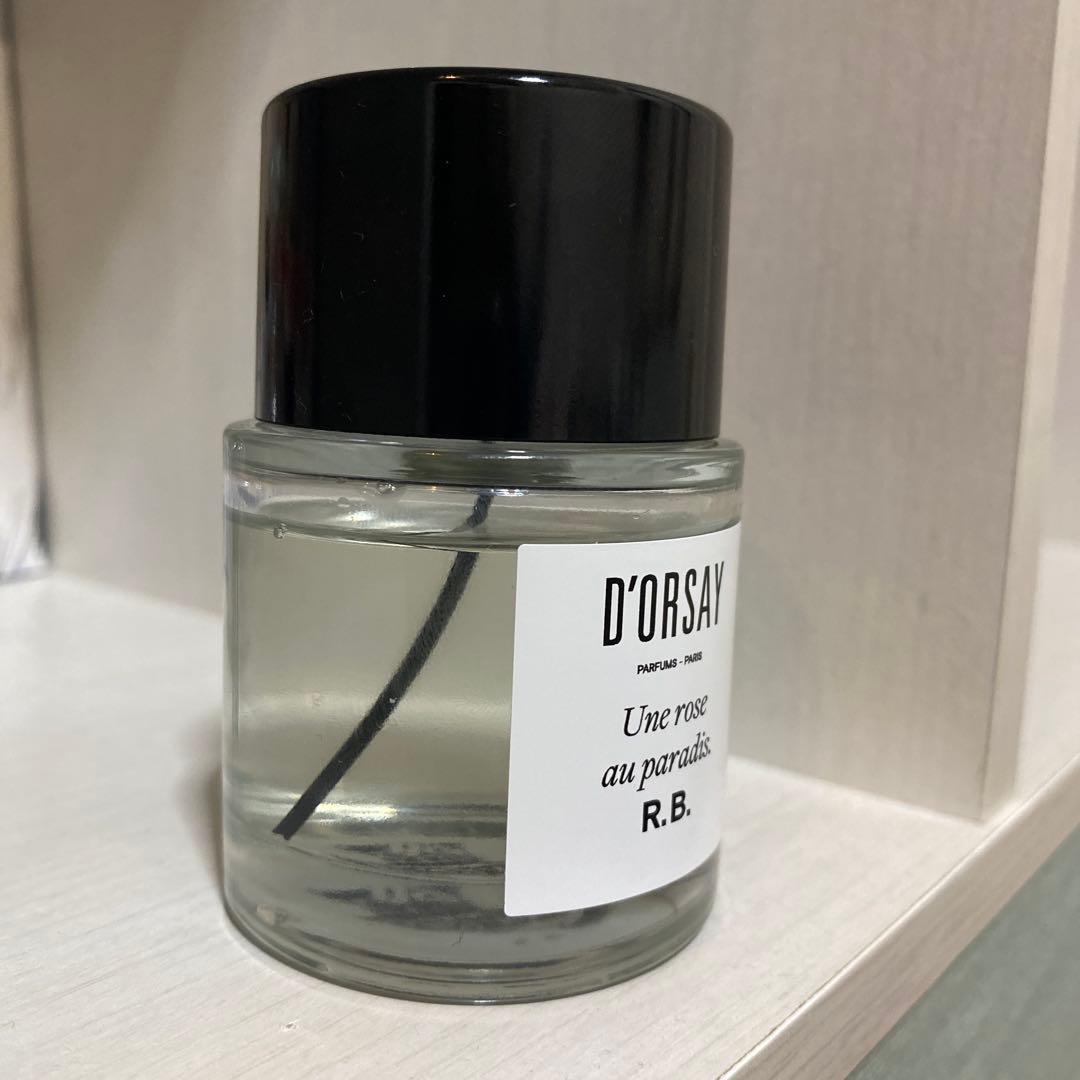 D'ORSAY
PARFUMS - PARIS
Une rose
au paradis.
R.B.